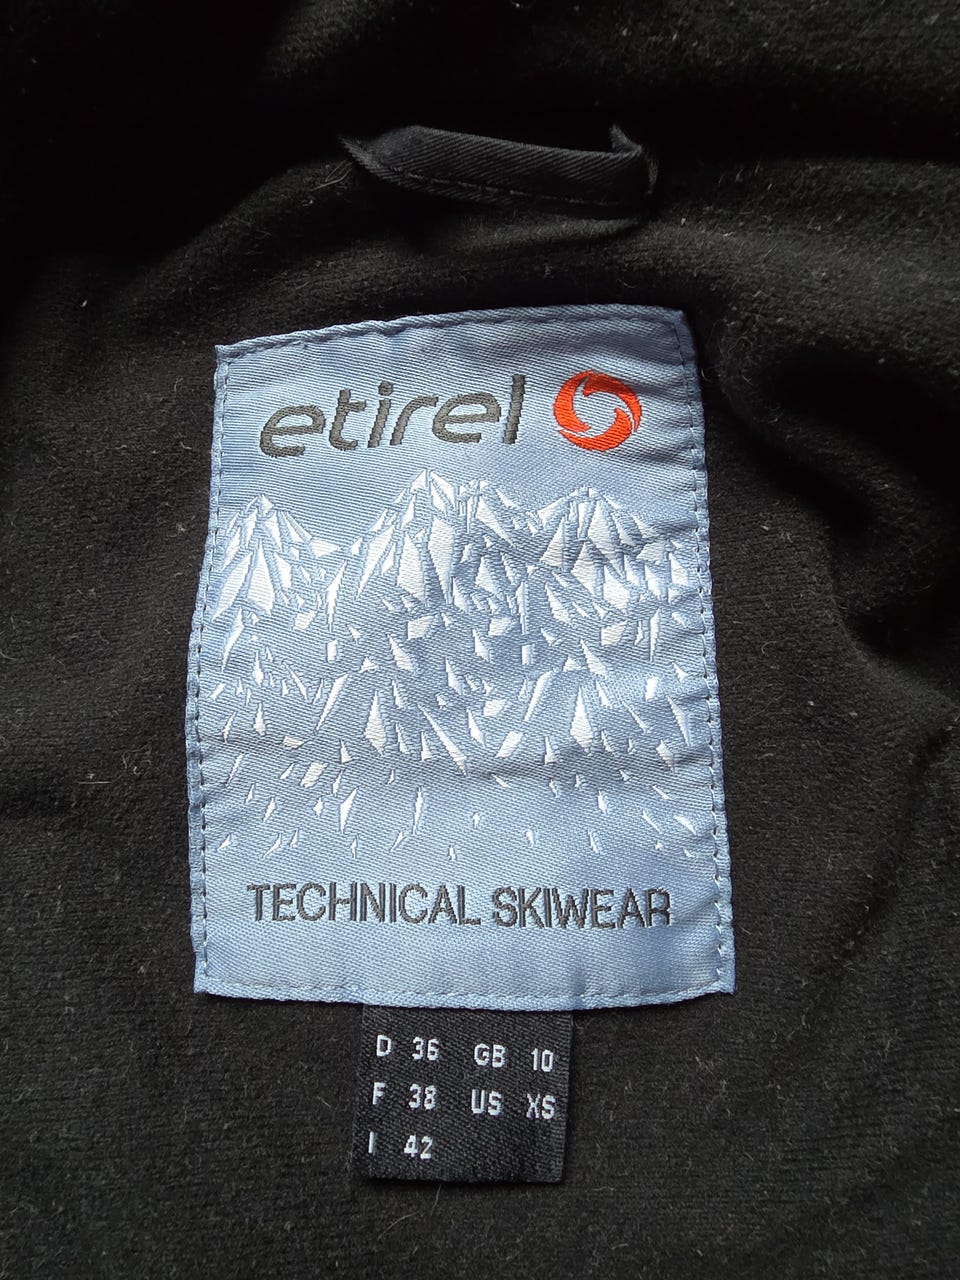 etirel
TECHNICAL SKIWEAR
D 36 GB 10
F 38 US XS
I 42